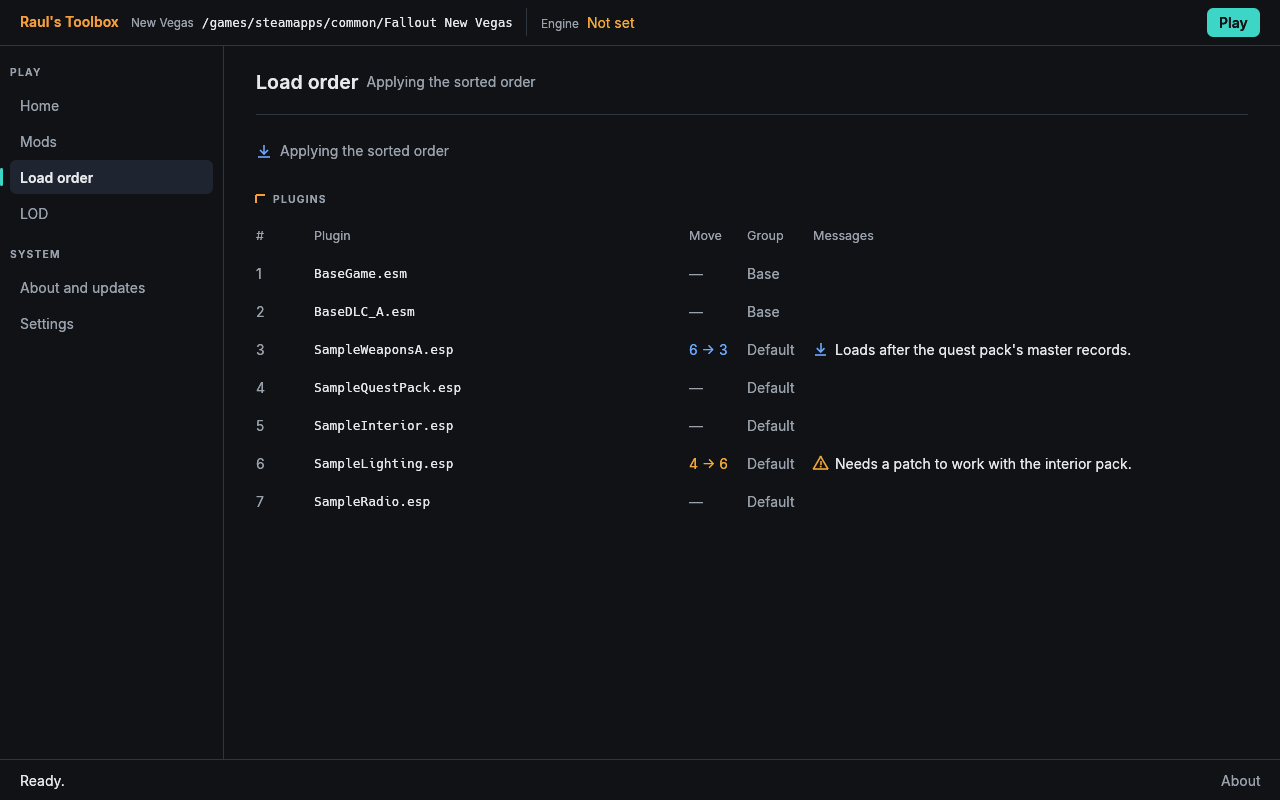 Raul's Toolbox New Vegas /games/steamapps/common/Fallout New Vegas Engine Not set Play
PLAY
Home
Mods
Load order
LOD
SYSTEM
About and updates
Settings
Load order Applying the sorted order
Applying the sorted order
PLUGINS
# Plugin Move Group Messages
1 BaseGame.esm — Base
2 BaseDLC_A.esm — Base
3 SampleWeaponsA.esp 6 → 3 Default Loads after the quest pack's master records.
4 SampleQuestPack.esp — Default
5 SampleInterior.esp — Default
6 SampleLighting.esp 4 → 6 Default Needs a patch to work with the interior pack.
7 SampleRadio.esp — Default
Ready. About